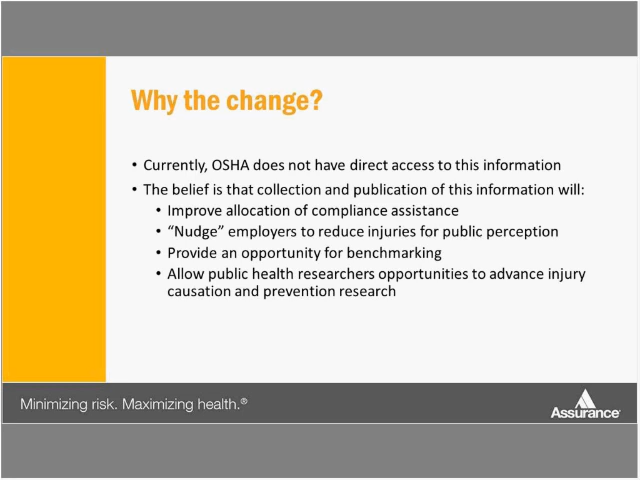 Why the change?
• Currently, OSHA does not have direct access to this information
• The belief is that collection and publication of this information will:
• Improve allocation of compliance assistance
• “Nudge” employers to reduce injuries for public perception
• Provide an opportunity for benchmarking
• Allow public health researchers opportunities to advance injury
causation and prevention research
Minimizing risk. Maximizing health.®
Assurance